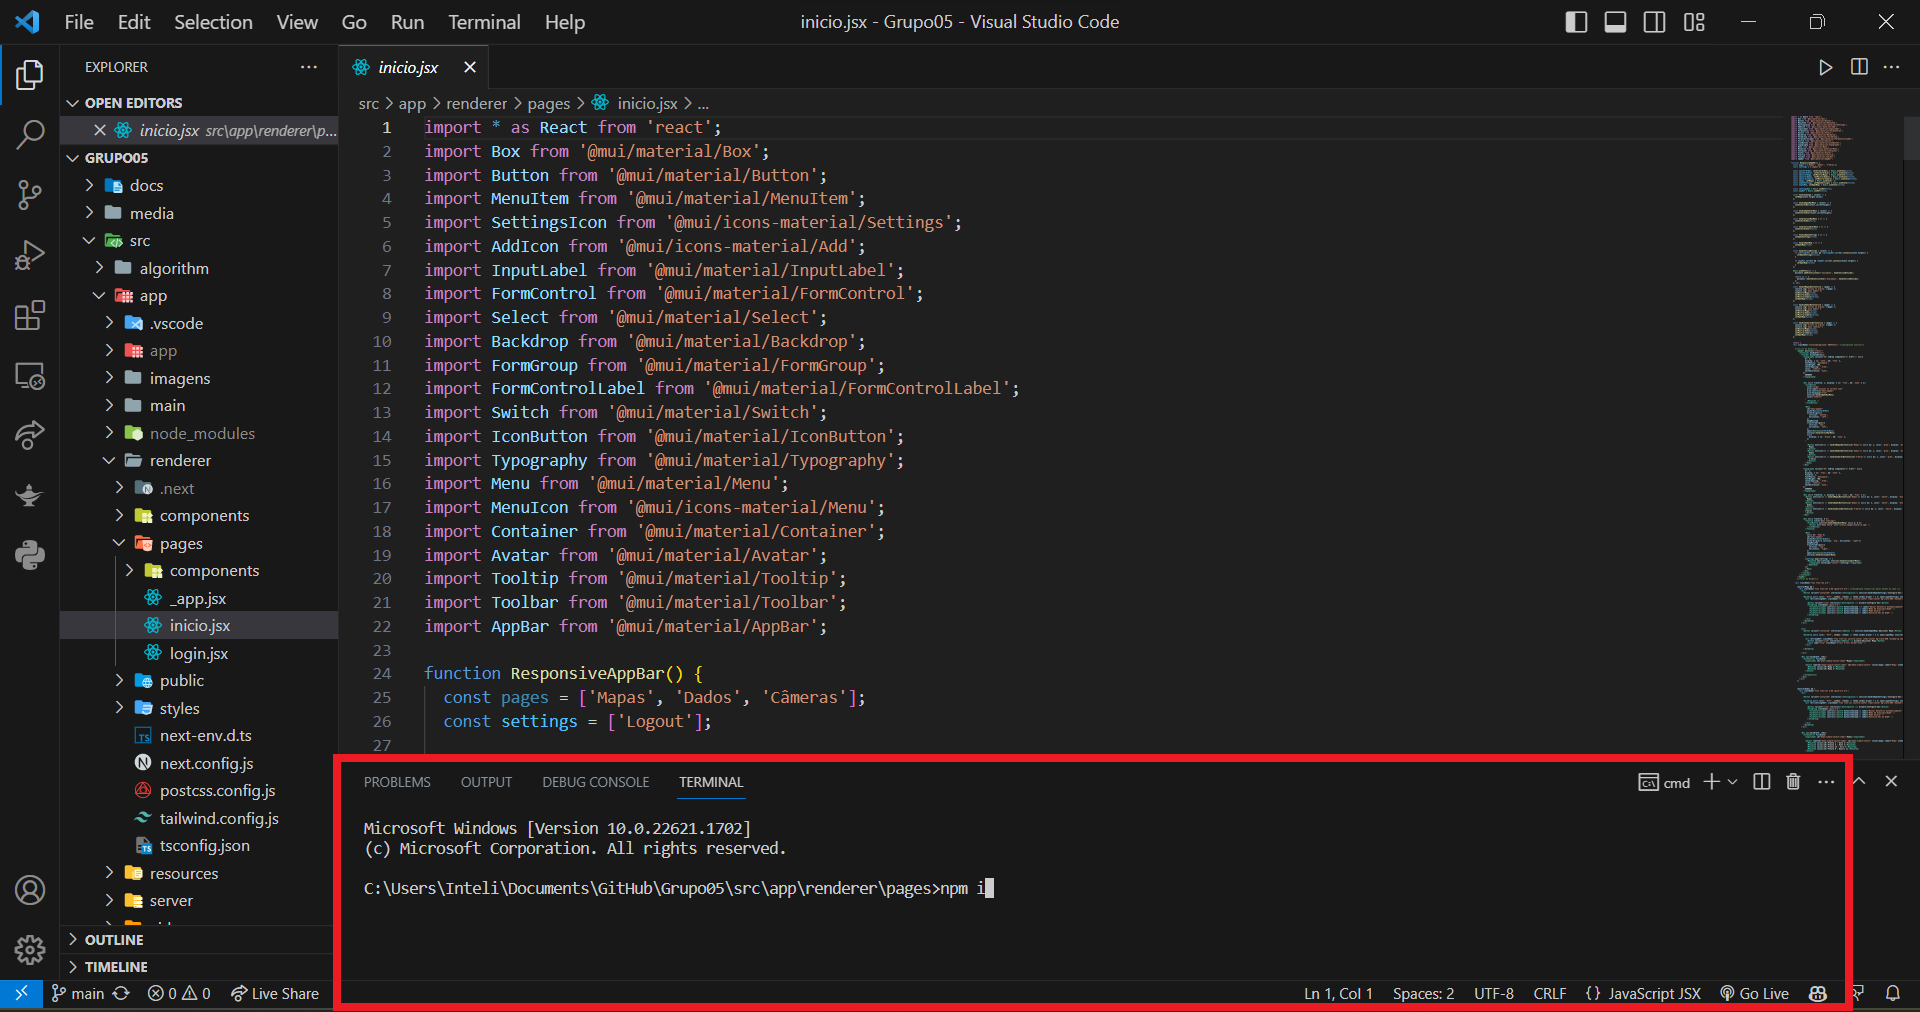 File Edit Selection View Go Run Terminal Help
inicio.jsx - Grupo05 - Visual Studio Code
EXPLORER
OPEN EDITORS
inicio.jsx src\app\renderer\p...
GRUPO05
docs
media
src
algorithm
app
.vscode
app
imagens
main
node_modules
renderer
.next
components
pages
components
_app.jsx
inicio.jsx
login.jsx
public
styles
next-env.d.ts
next.config.js
postcss.config.js
tailwind.config.js
tsconfig.json
resources
server
OUTLINE
TIMELINE
inicio.jsx
src > app > renderer > pages > inicio.jsx > ...
1 import * as React from 'react';
2 import Box from '@mui/material/Box';
3 import Button from '@mui/material/Button';
4 import MenuItem from '@mui/material/MenuItem';
5 import SettingsIcon from '@mui/icons-material/Settings';
6 import AddIcon from '@mui/icons-material/Add';
7 import InputLabel from '@mui/material/InputLabel';
8 import FormControl from '@mui/material/FormControl';
9 import Select from '@mui/material/Select';
10 import Backdrop from '@mui/material/Backdrop';
11 import FormGroup from '@mui/material/FormGroup';
12 import FormControlLabel from '@mui/material/FormControlLabel';
13 import Switch from '@mui/material/Switch';
14 import IconButton from '@mui/material/IconButton';
15 import Typography from '@mui/material/Typography';
16 import Menu from '@mui/material/Menu';
17 import MenuIcon from '@mui/icons-material/Menu';
18 import Container from '@mui/material/Container';
19 import Avatar from '@mui/material/Avatar';
20 import Tooltip from '@mui/material/Tooltip';
21 import Toolbar from '@mui/material/Toolbar';
22 import AppBar from '@mui/material/AppBar';
23
24 function ResponsiveAppBar() {
25 const pages = ['Mapas', 'Dados', 'Câmeras'];
26 const settings = ['Logout'];
27
PROBLEMS OUTPUT DEBUG CONSOLE TERMINAL
cmd
Microsoft Windows [Version 10.0.22621.1702]
(c) Microsoft Corporation. All rights reserved.
C:\Users\Inteli\Documents\GitHub\Grupo05\src\app\renderer\pages>npm i
main 0 0 Live Share
Ln 1, Col 1 Spaces: 2 UTF-8 CRLF {} JavaScript JSX Go Live